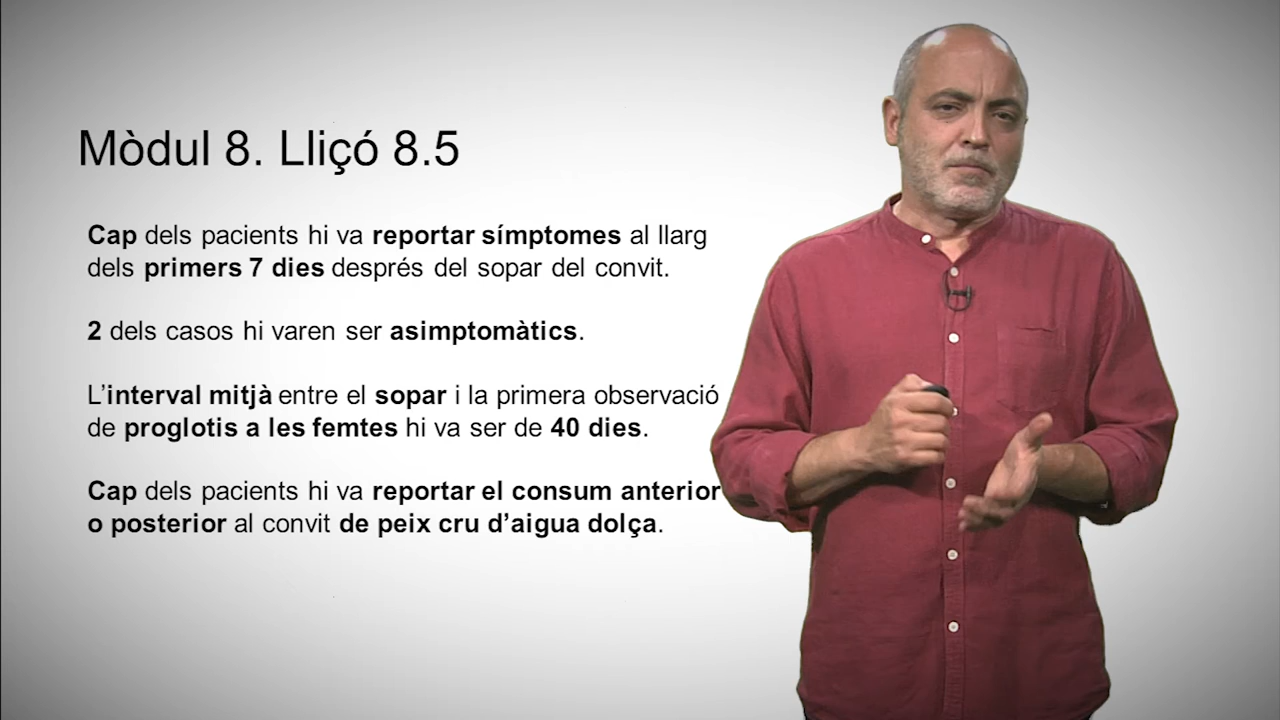 Mòdul 8. Lliçó 8.5
Cap dels pacients hi va reportar símptomes al llarg
dels primers 7 dies després del sopar del convit.
2 dels casos hi varen ser asimptomàtics.
L’interval mitjà entre el sopar i la primera observació
de proglotis a les femtes hi va ser de 40 dies.
Cap dels pacients hi va reportar el consum anterior
o posterior al convit de peix cru d’aigua dolça.